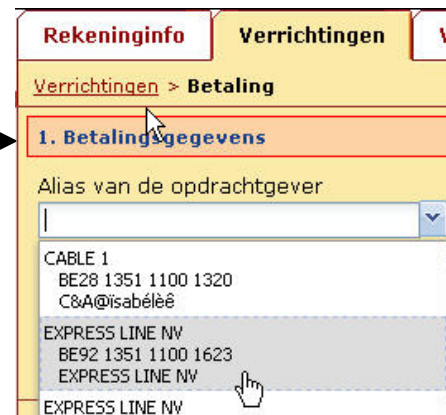 Rekeninginfo Verrichtingen
Verrichtingen > Betaling
1. Betalingsgegevens
Alias van de opdrachtgever
CABLE 1
BE28 1351 1100 1320
C&A@ïsabélèê
EXPRESS LINE NV
BE92 1351 1100 1623
EXPRESS LINE NV
EXPRESS LINE NV